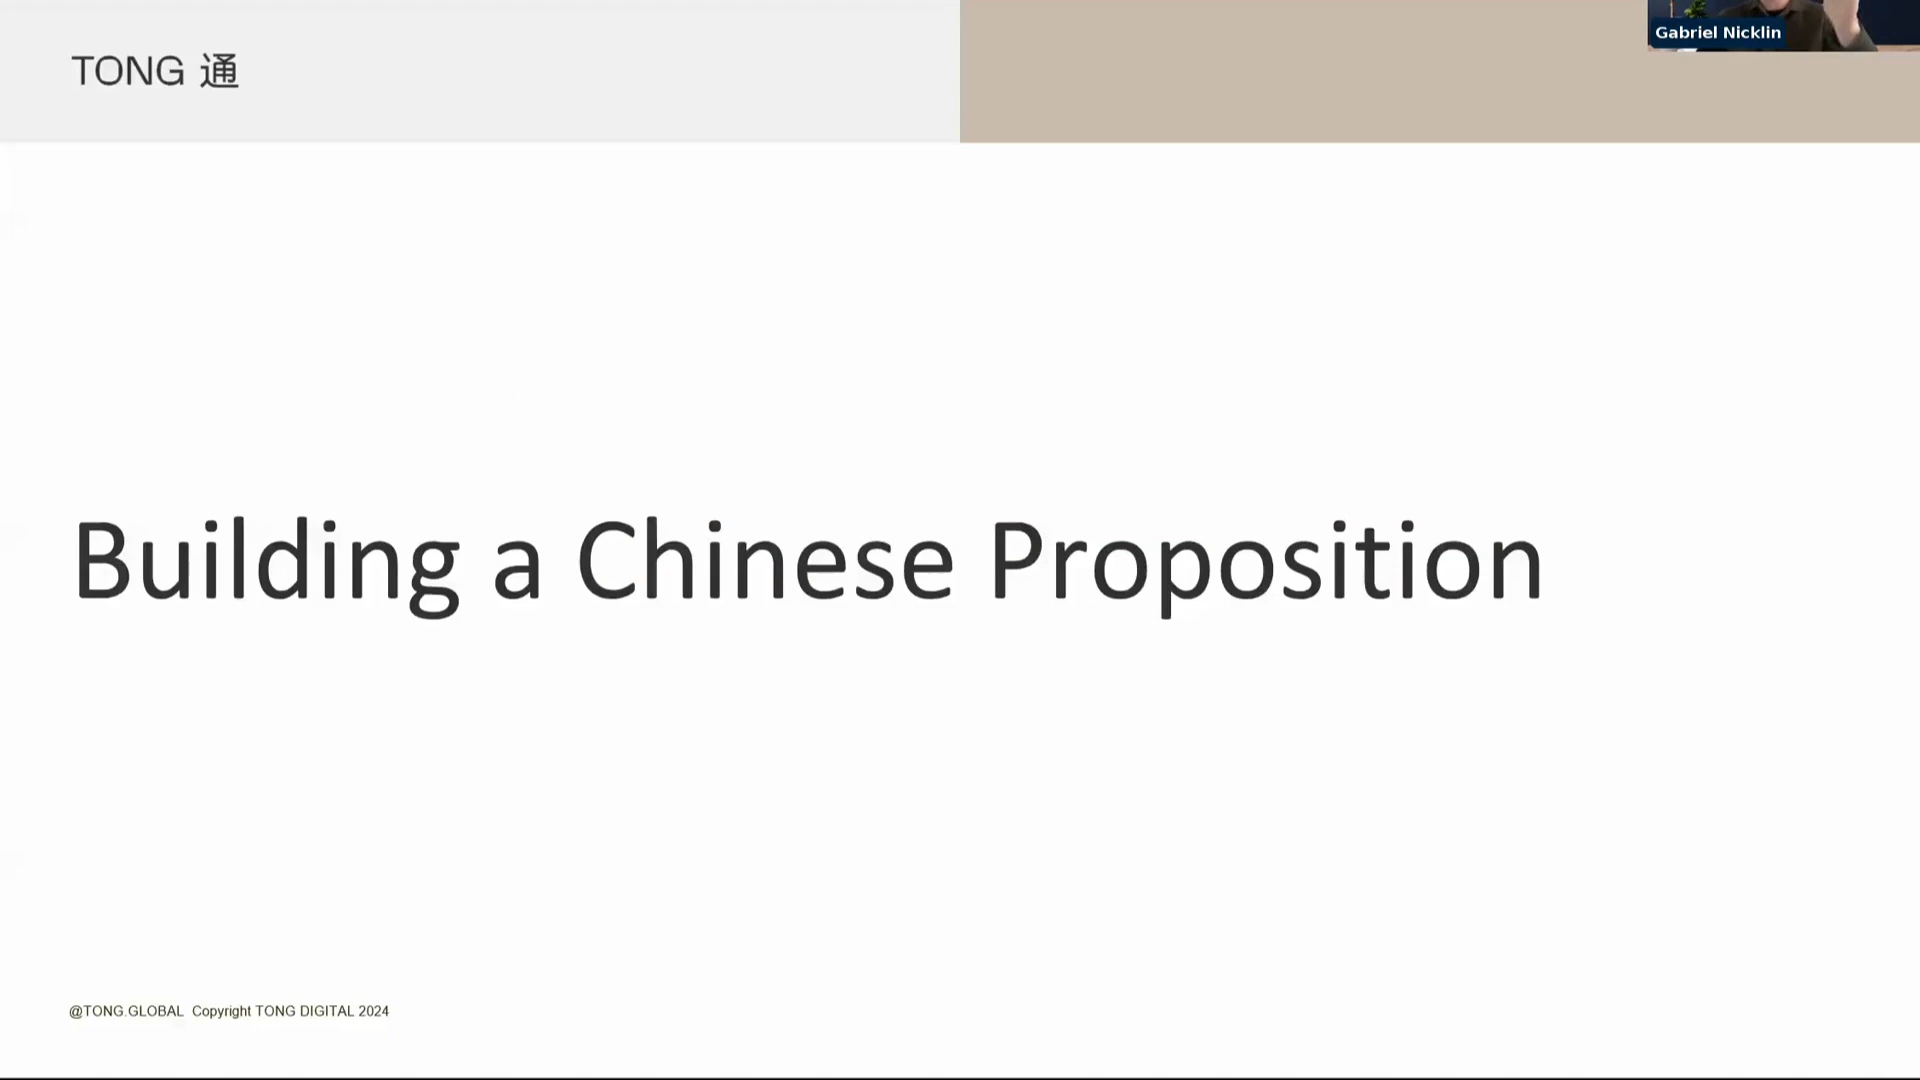 TONG 通
Gabriel Nicklin
Building a Chinese Proposition
@TONG.GLOBAL Copyright TONG DIGITAL 2024